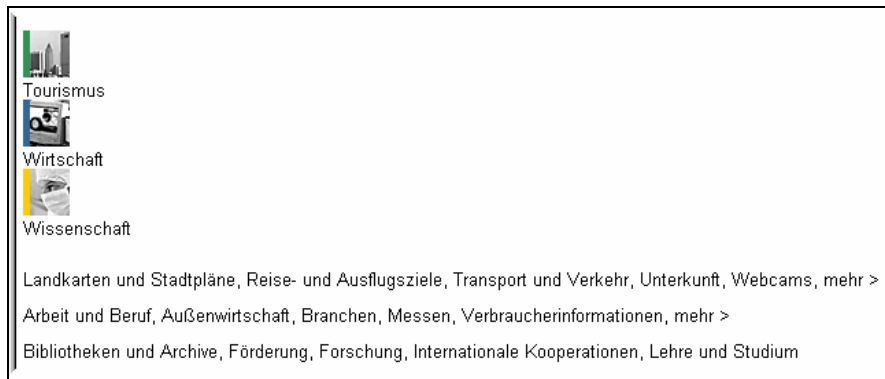 Tourismus
Wirtschaft
Wissenschaft
Landkarten und Stadtpläne, Reise- und Ausflugsziele, Transport und Verkehr, Unterkunft, Webcams, mehr >
Arbeit und Beruf, Außenwirtschaft, Branchen, Messen, Verbraucherinformationen, mehr >
Bibliotheken und Archive, Förderung, Forschung, Internationale Kooperationen, Lehre und Studium